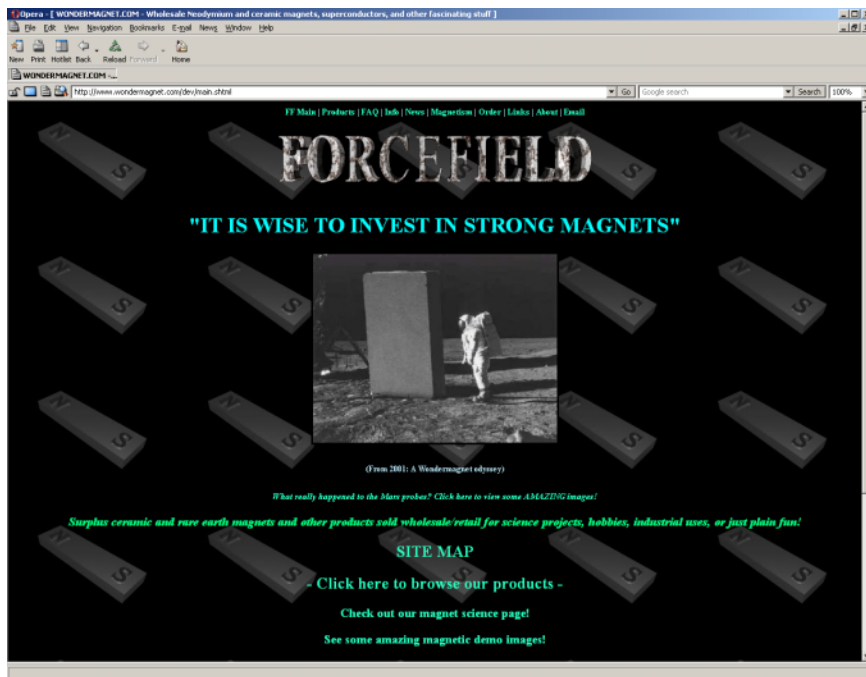 Opera - [ WONDERMAGNET.COM - Wholesale Neodymium and ceramic magnets, superconductors, and other fascinating stuff ]
File Edit View Navigation Bookmarks E-mail News Window Help
New Print Hotlist Back Reload Forward Home
WONDERMAGNET.COM -...
http://www.wondermagnet.com/dev/main.shtml Go Google search Search 100%
FF Main | Products | FAQ | Info | News | Magnetism | Order | Links | About | Email
FORCEFIELD
"IT IS WISE TO INVEST IN STRONG MAGNETS"
(From 2001: A Wondermagnet odyssey)
What really happened to the Mars probes? Click here to view some AMAZING images!
Surplus ceramic and rare earth magnets and other products sold wholesale/retail for science projects, hobbies, industrial uses, or just plain fun!
SITE MAP
- Click here to browse our products -
Check out our magnet science page!
See some amazing magnetic demo images!